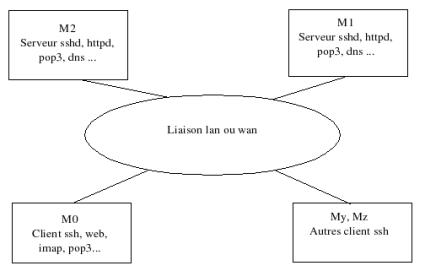 M2
Serveur sshd, httpd,
pop3, dns ...
M1
Serveur sshd, httpd,
pop3, dns ...
Liaison lan ou wan
M0
Client ssh, web,
imap, pop3...
My, Mz
Autres client ssh